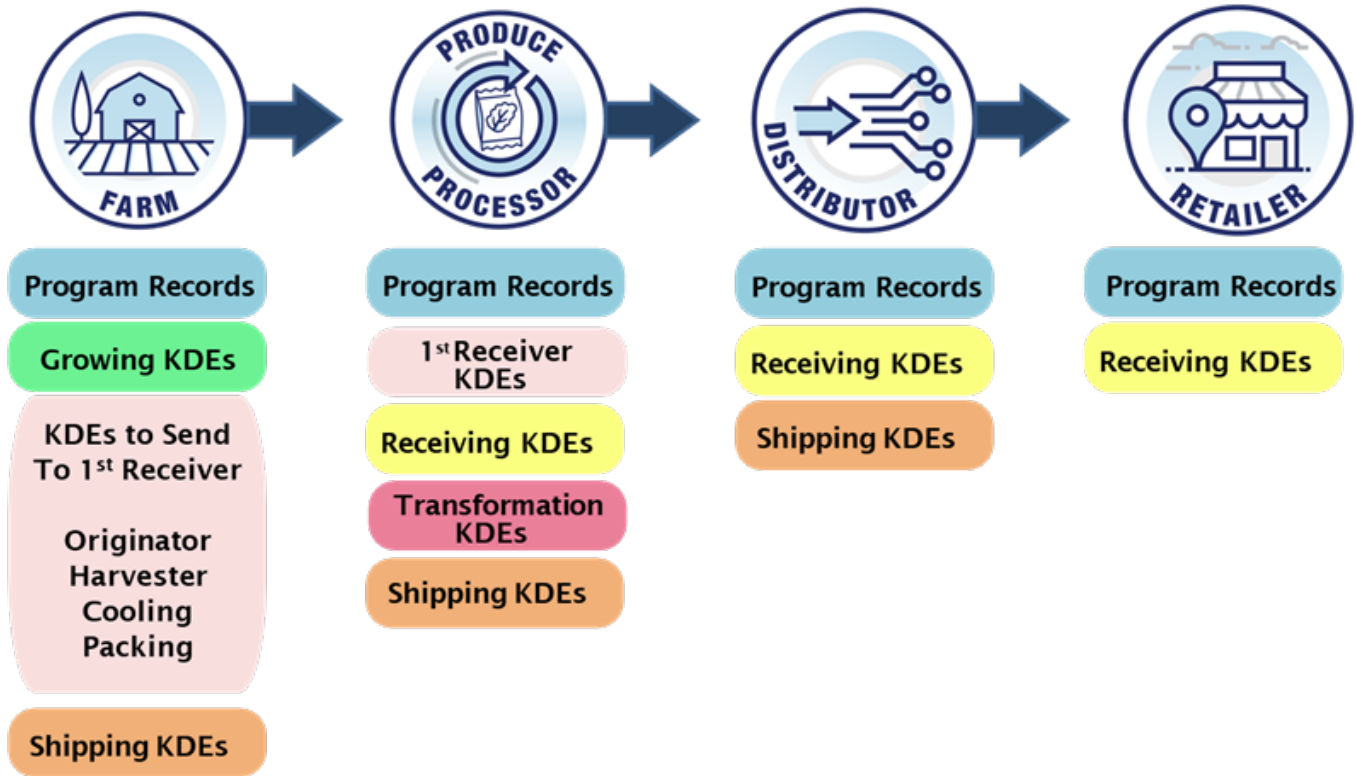 FARM
PRODUCE
PROCESSOR
DISTRIBUTOR
RETAILER
Program Records
Growing KDEs
KDEs to Send
To 1st Receiver
Originator
Harvester
Cooling
Packing
Shipping KDEs
Program Records
1st Receiver
KDEs
Receiving KDEs
Transformation
KDEs
Shipping KDEs
Program Records
Receiving KDEs
Shipping KDEs
Program Records
Receiving KDEs